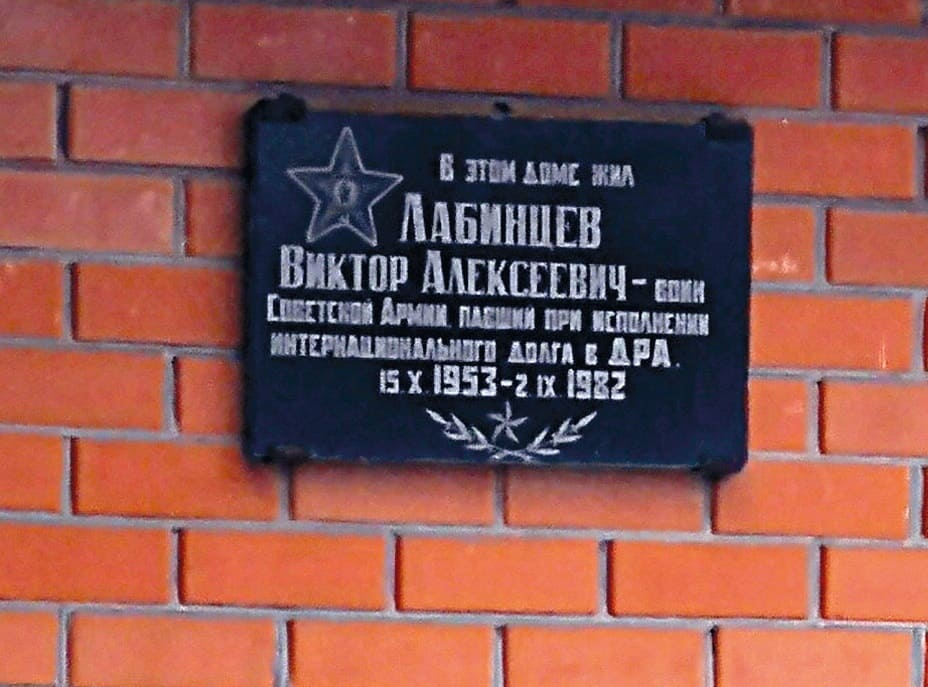 В ЭТОМ ДОМЕ ЖИЛ
ЛАБИНЦЕВ
ВИКТОР АЛЕКСЕЕВИЧ - ВОИН
СОВЕТСКОЙ АРМИИ, ПАВШИЙ ПРИ ИСПОЛНЕНИИ
ИНТЕРНАЦИОНАЛЬНОГО ДОЛГА В ДРА.
15. X. 1953 - 2. IX. 1982